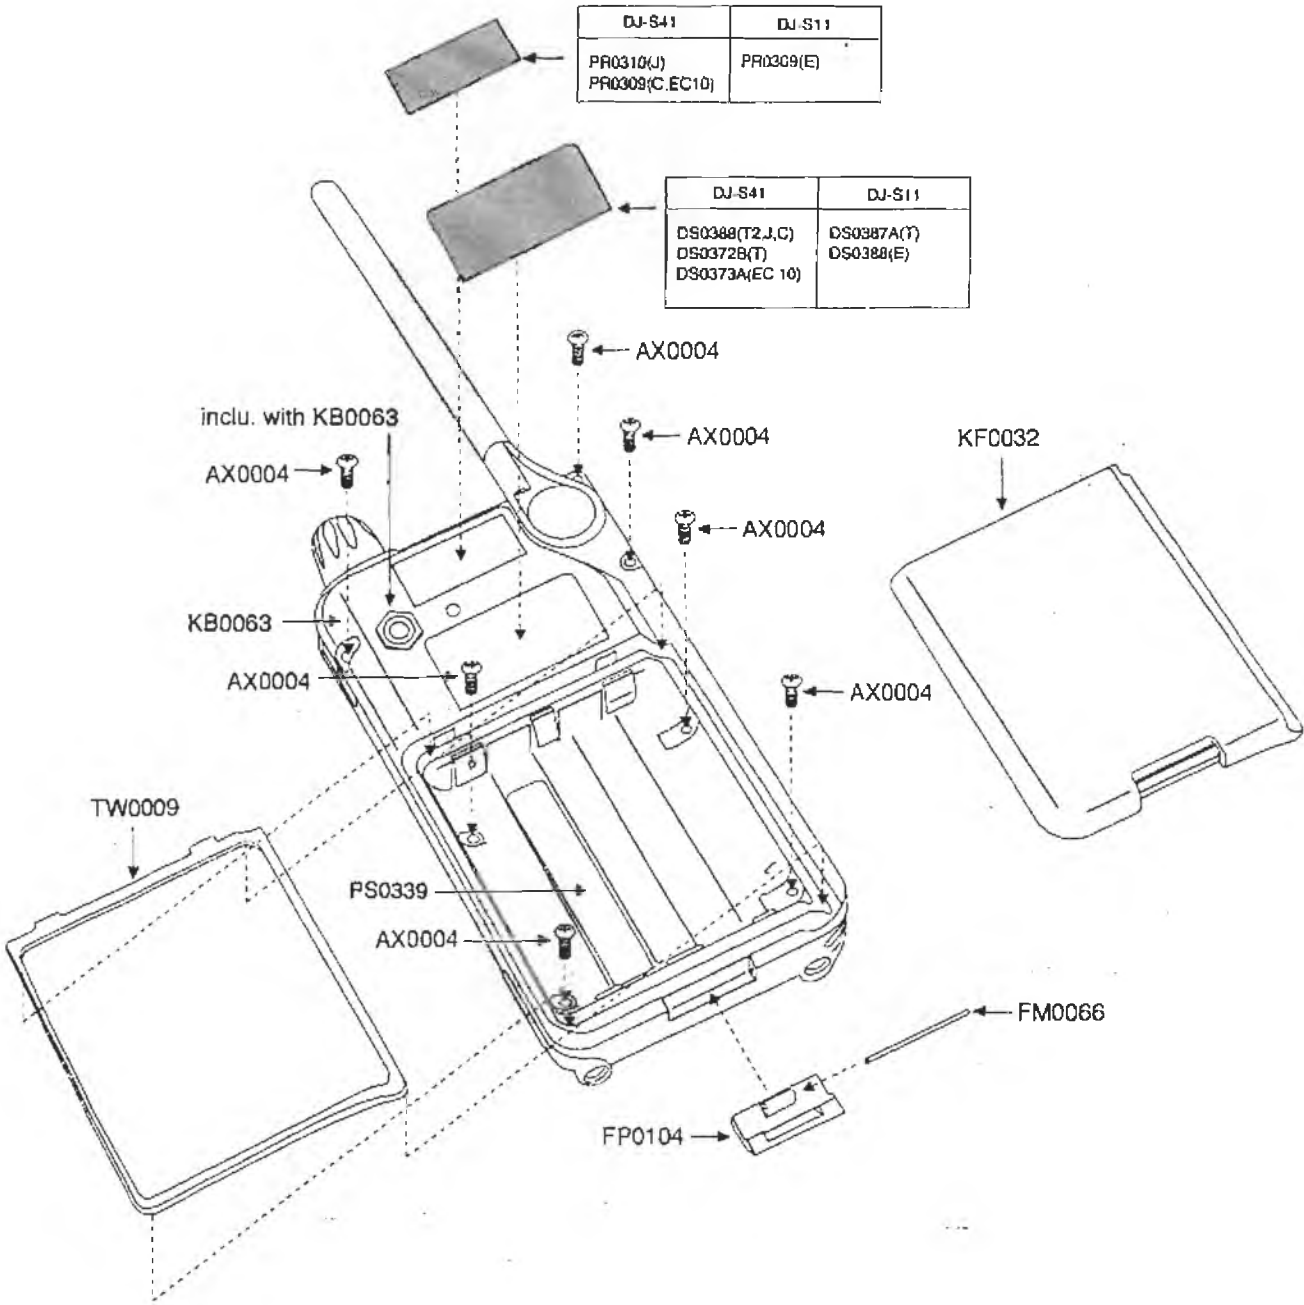 DJ-S41 DJ-S11
PR0310(J) PR0309(E)
PR0309(C,EC10)
DJ-S41 DJ-S11
DS0388(T2,J,C) DS0387A(T)
DS0372B(T) DS0388(E)
DS0373A(EC 10)
AX0004
inclu. with KB0063
AX0004
KF0032
AX0004
AX0004
KB0063
AX0004
AX0004
TW0009
PS0339
AX0004
FM0066
FP0104